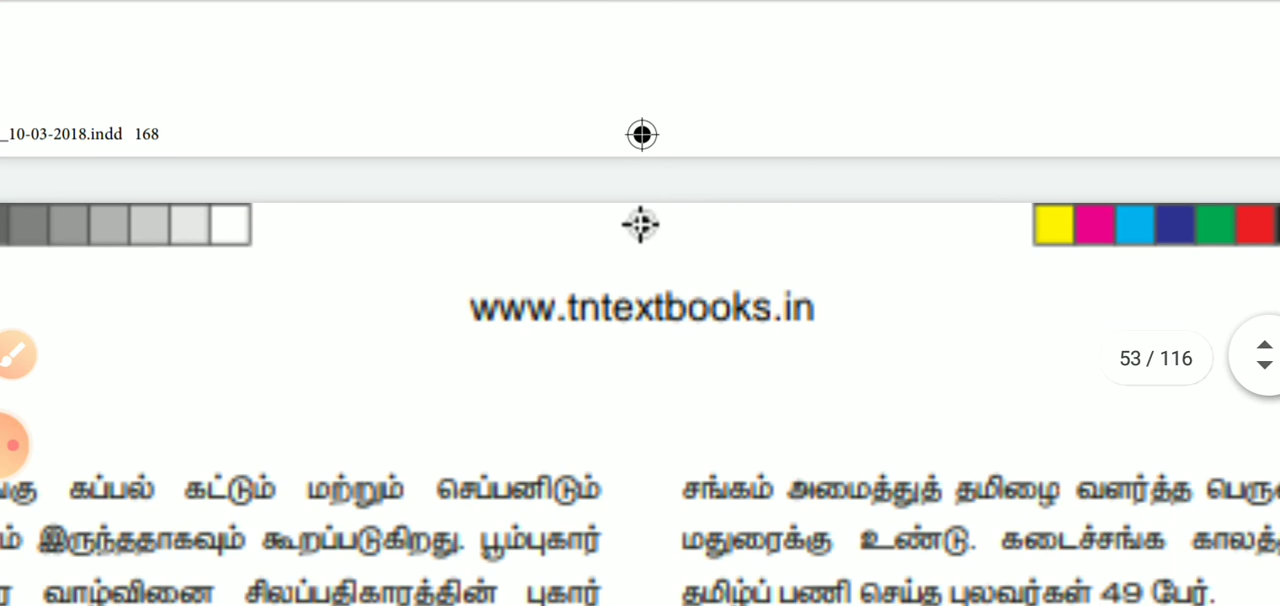 _10-03-2018.indd 168
www.tntextbooks.in
53 / 116
கப்பல் கட்டும் மற்றும் செப்பனிடும்
இருந்ததாகவும் கூறப்படுகிறது. பூம்புகார்
வாழ்வினை சிலப்பதிகாரத்தின் புகார்
சங்கம் அமைத்துத் தமிழை வளர்த்த
மதுரைக்கு உண்டு. கடைச்சங்க
தமிழ்ப் பணி செய்த புலவர்கள் 49 பேர்.